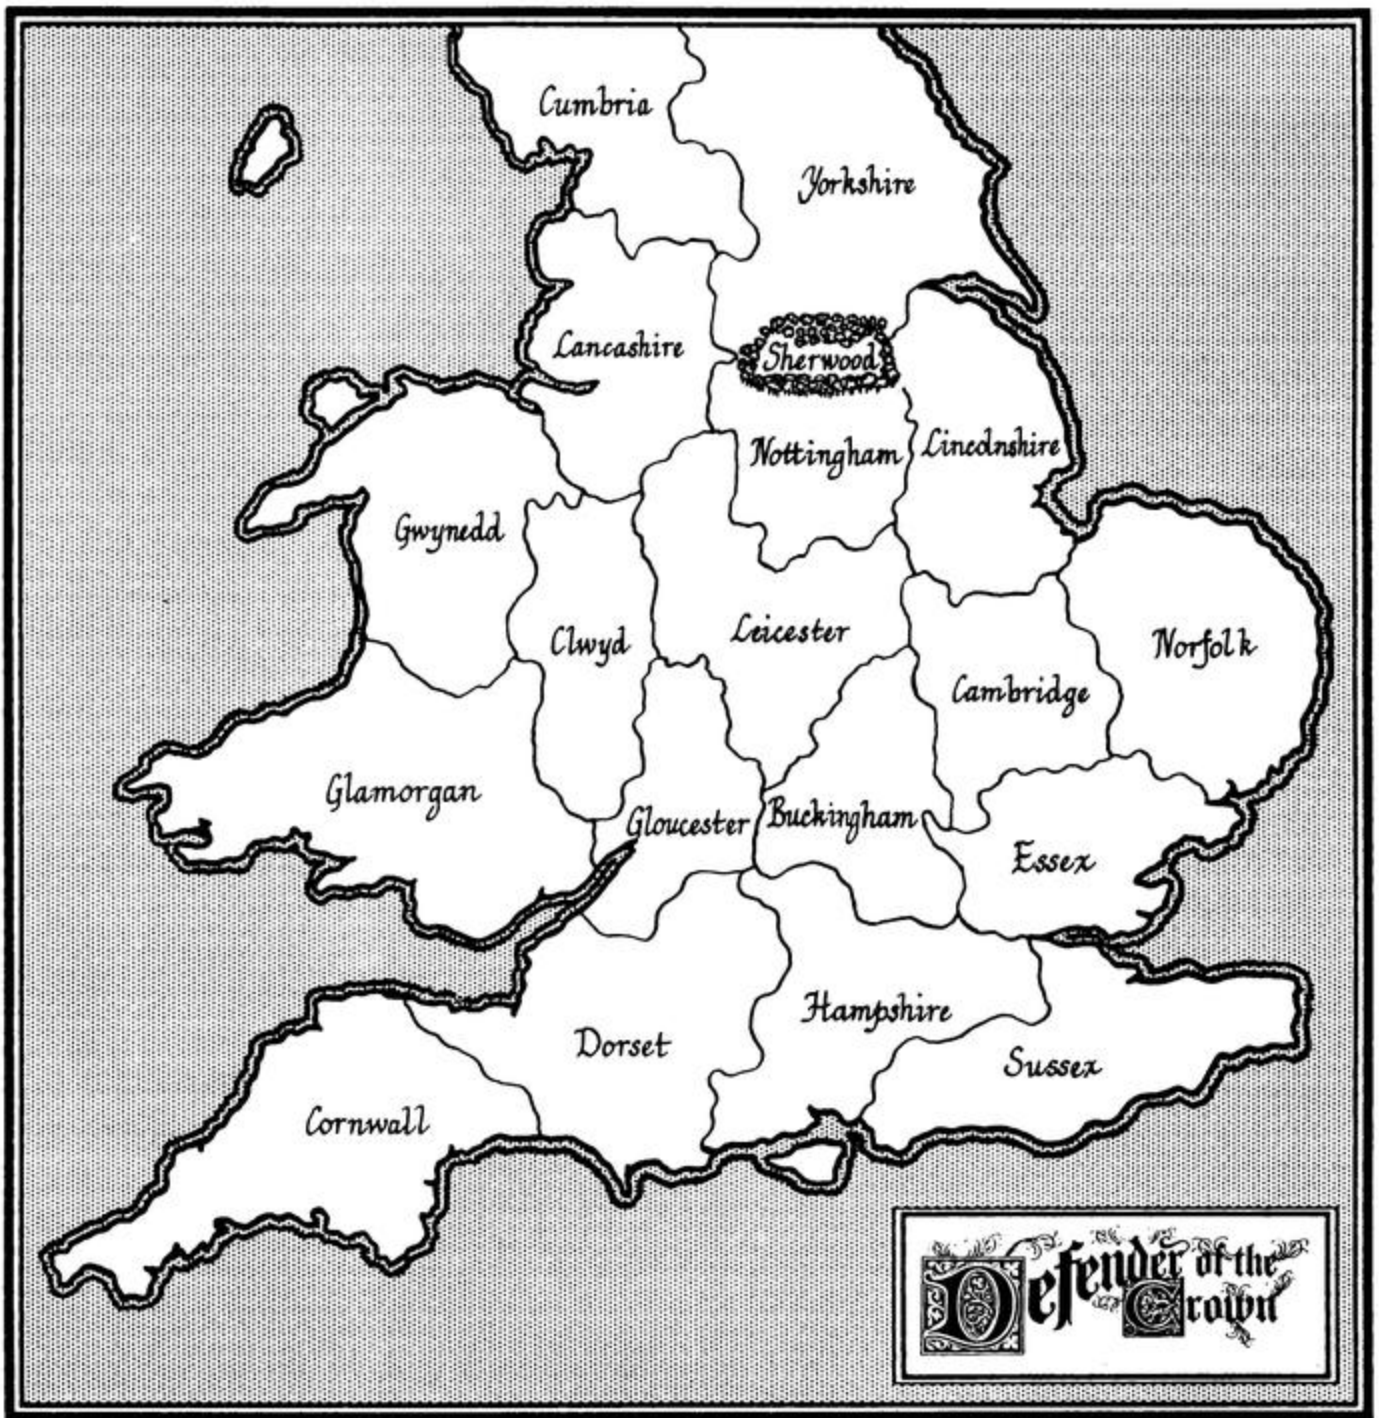 Cumbria
Yorkshire
Lancashire
Sherwood
Nottingham
Lincolnshire
Gwynedd
Clwyd
Leicester
Norfolk
Cambridge
Glamorgan
Gloucester
Buckingham
Essex
Hampshire
Dorset
Sussex
Cornwall
Defender of the
Crown